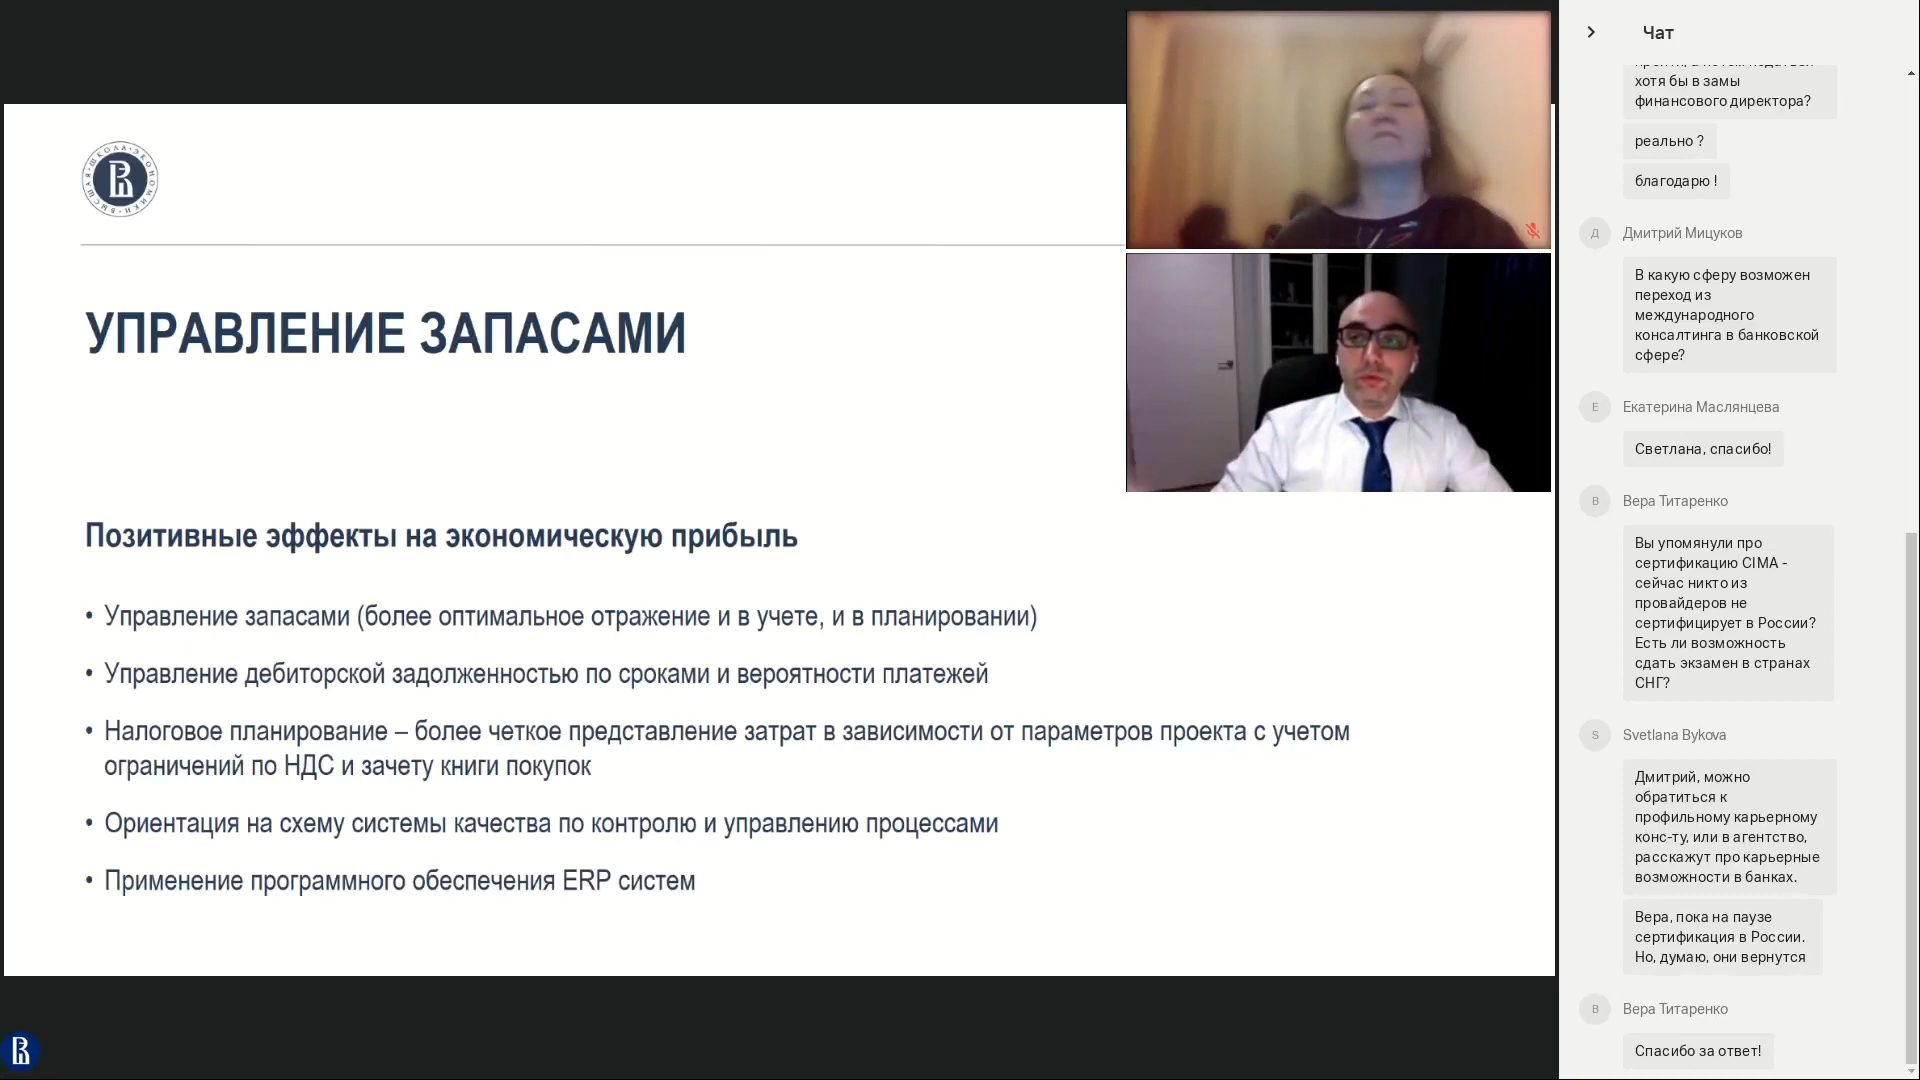 ВЫСШАЯ ШКОЛА ЭКОНОМИКИ
УПРАВЛЕНИЕ ЗАПАСАМИ
Позитивные эффекты на экономическую прибыль
• Управление запасами (более оптимальное отражение и в учете, и в планировании)
• Управление дебиторской задолженностью по сроками и вероятности платежей
• Налоговое планирование – более четкое представление затрат в зависимости от параметров проекта с учетом
ограничений по НДС и зачету книги покупок
• Ориентация на схему системы качества по контролю и управлению процессами
• Применение программного обеспечения ERP систем
Чат
хотя бы в замы
финансового директора?
реально ?
благодарю !
Д
Дмитрий Мицуков
В какую сферу возможен
переход из
международного
консалтинга в банковской
сфере?
Е
Екатерина Маслянцева
Светлана, спасибо!
В
Вера Титаренко
Вы упомянули про
сертификацию CIMA -
сейчас никто из
провайдеров не
сертифицирует в России?
Есть ли возможность
сдать экзамен в странах
СНГ?
S
Svetlana Bykova
Дмитрий, можно
обратиться к
профильному карьерному
конс-ту, или в агентство,
расскажут про карьерные
возможности в банках.
Вера, пока на паузе
сертификация в России.
Но, думаю, они вернутся
В
Вера Титаренко
Спасибо за ответ!